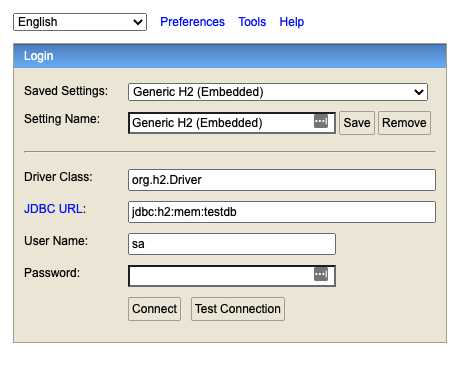 English Preferences Tools Help
Login
Saved Settings: Generic H2 (Embedded)
Setting Name: Generic H2 (Embedded) Save Remove
Driver Class: org.h2.Driver
JDBC URL: jdbc:h2:mem:testdb
User Name: sa
Password:
Connect Test Connection